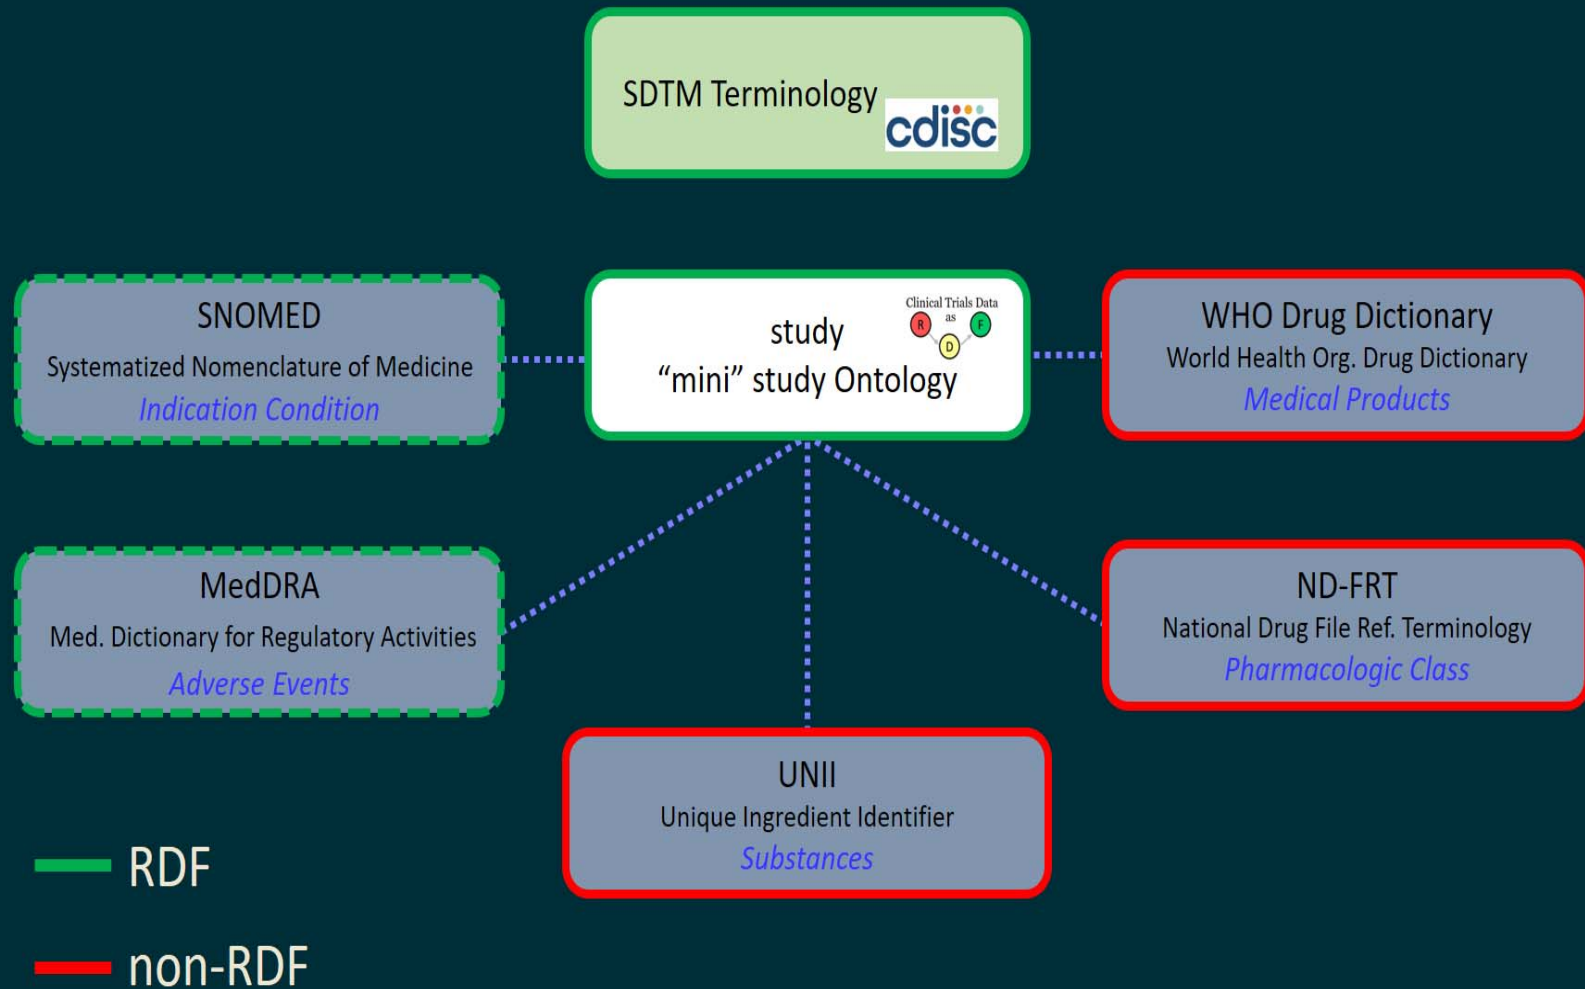 SDTM Terminology
cdisc
SNOMED
Systematized Nomenclature of Medicine
Indication Condition
study
“mini” study Ontology
Clinical Trials Data
as
R
D
F
WHO Drug Dictionary
World Health Org. Drug Dictionary
Medical Products
MedDRA
Med. Dictionary for Regulatory Activities
Adverse Events
ND-FRT
National Drug File Ref. Terminology
Pharmacologic Class
UNII
Unique Ingredient Identifier
Substances
RDF
non-RDF